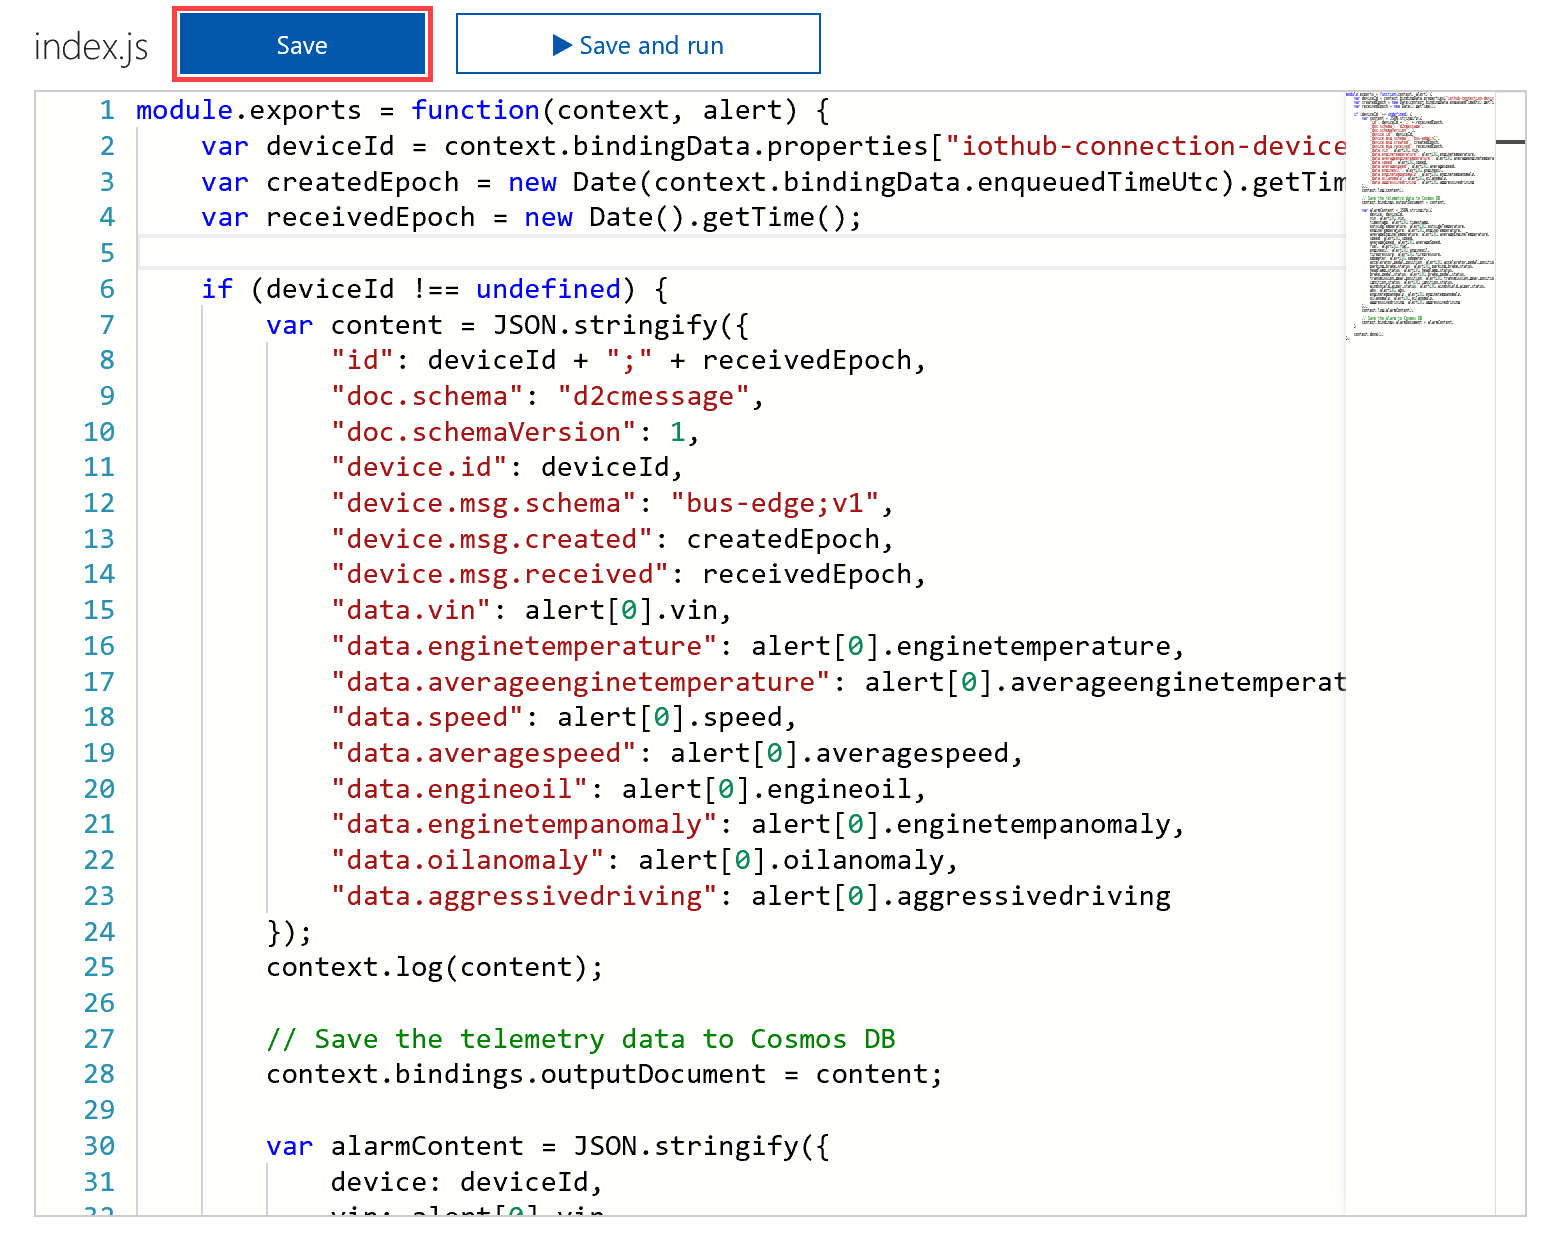 index.js
Save
Save and run
1 module.exports = function(context, alert) {
2 var deviceId = context.bindingData.properties["iothub-connection-device
3 var createdEpoch = new Date(context.bindingData.enqueuedTimeUtc).getTim
4 var receivedEpoch = new Date().getTime();
5
6 if (deviceId !== undefined) {
7 var content = JSON.stringify({
8 "id": deviceId + ";" + receivedEpoch,
9 "doc.schema": "d2cmessage",
10 "doc.schemaVersion": 1,
11 "device.id": deviceId,
12 "device.msg.schema": "bus-edge;v1",
13 "device.msg.created": createdEpoch,
14 "device.msg.received": receivedEpoch,
15 "data.vin": alert[0].vin,
16 "data.enginetemperature": alert[0].enginetemperature,
17 "data.averageenginetemperature": alert[0].averageenginetemperat
18 "data.speed": alert[0].speed,
19 "data.averagespeed": alert[0].averagespeed,
20 "data.engineoil": alert[0].engineoil,
21 "data.enginetempanomaly": alert[0].enginetempanomaly,
22 "data.oilanomaly": alert[0].oilanomaly,
23 "data.aggressivedriving": alert[0].aggressivedriving
24 });
25 context.log(content);
26
27 // Save the telemetry data to Cosmos DB
28 context.bindings.outputDocument = content;
29
30 var alarmContent = JSON.stringify({
31 device: deviceId,
32 vin: alert[0].vin